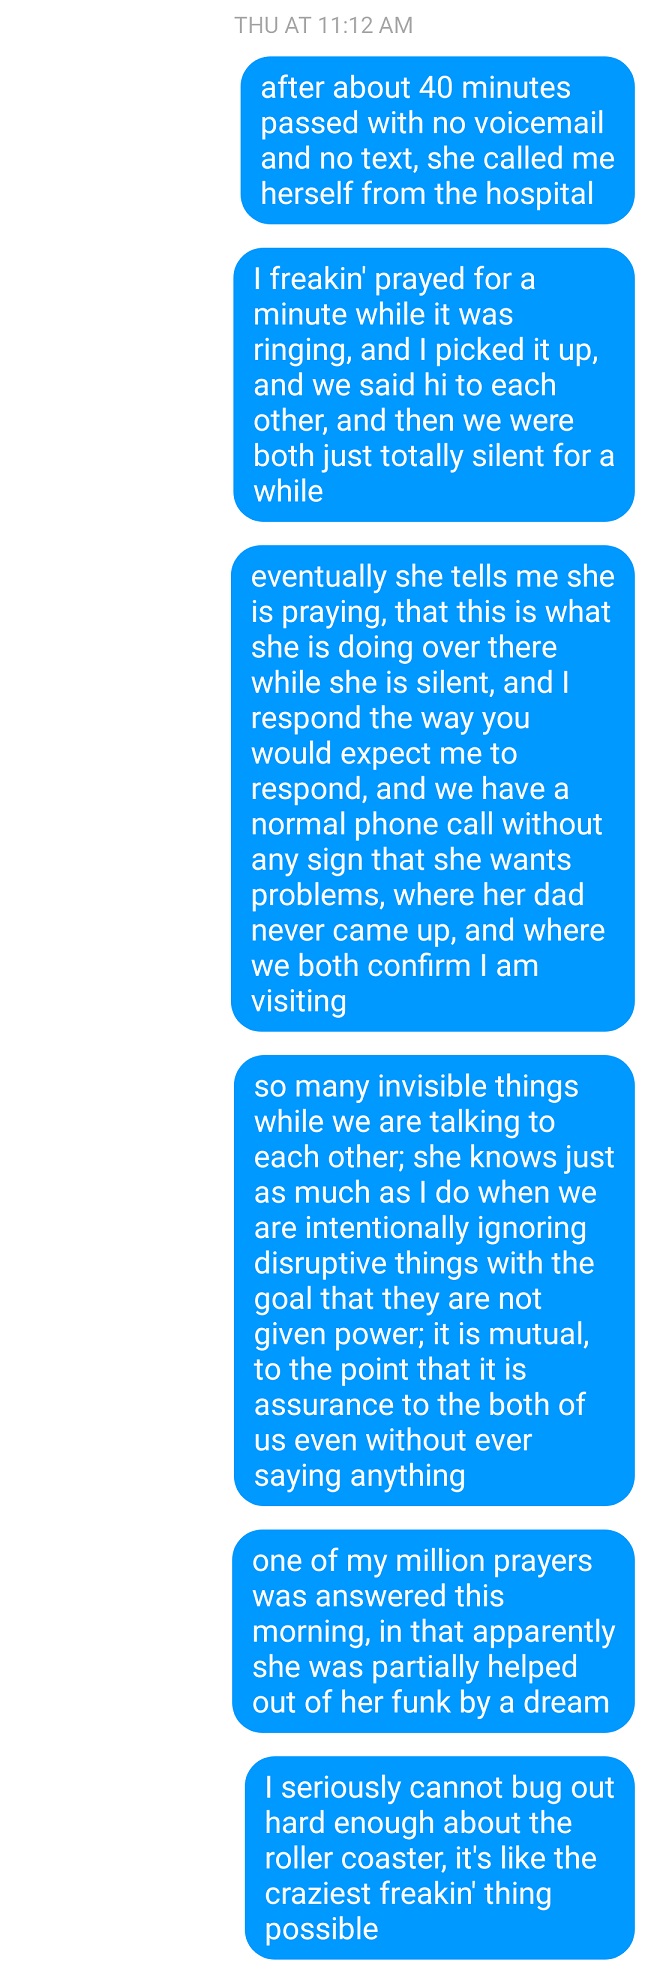 THU AT 11:12 AM
after about 40 minutes
passed with no voicemail
and no text, she called me
herself from the hospital
I freakin' prayed for a
minute while it was
ringing, and I picked it up,
and we said hi to each
other, and then we were
both just totally silent for a
while
eventually she tells me she
is praying, that this is what
she is doing over there
while she is silent, and I
respond the way you
would expect me to
respond, and we have a
normal phone call without
any sign that she wants
problems, where her dad
never came up, and where
we both confirm I am
visiting
so many invisible things
while we are talking to
each other; she knows just
as much as I do when we
are intentionally ignoring
disruptive things with the
goal that they are not
given power; it is mutual,
to the point that it is
assurance to the both of
us even without ever
saying anything
one of my million prayers
was answered this
morning, in that apparently
she was partially helped
out of her funk by a dream
I seriously cannot bug out
hard enough about the
roller coaster, it's like the
craziest freakin' thing
possible